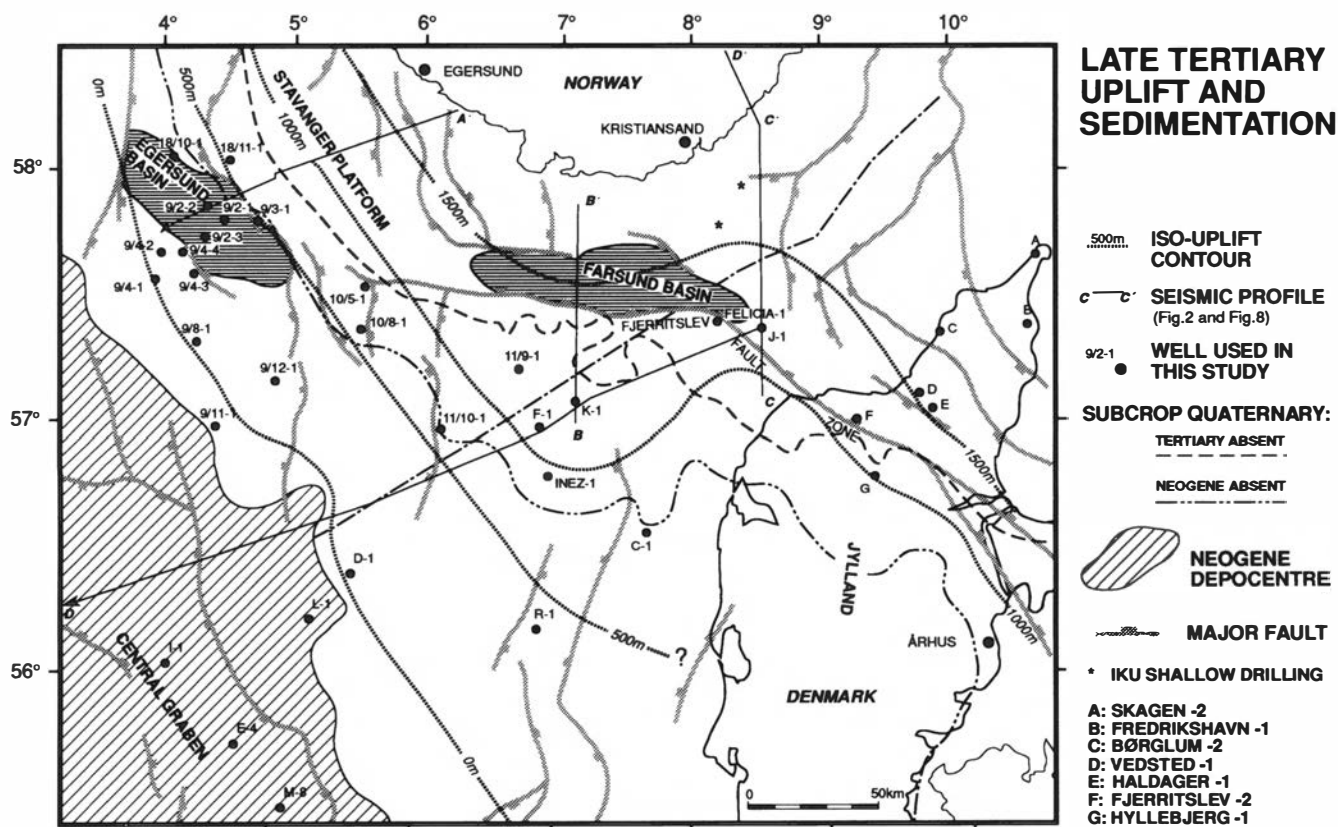 4° 5° 6° 7° 8° 9° 10°
58°
57°
56°
LATE TERTIARY
UPLIFT AND
SEDIMENTATION
500m
ISO-UPLIFT
CONTOUR
C C'
SEISMIC PROFILE
(Fig.2 and Fig.8)
9/2-1
WELL USED IN
THIS STUDY
SUBCROP QUATERNARY:
TERTIARY ABSENT
NEOGENE ABSENT
NEOGENE
DEPOCENTRE
MAJOR FAULT
* IKU SHALLOW DRILLING
A: SKAGEN -2
B: FREDRIKSHAVN -1
C: BØRGLUM -2
D: VEDSTED -1
E: HALDAGER -1
F: FJERRITSLEV -2
G: HYLLEBJERG -1
0m
500m
1000m
STAVANGER PLATFORM
1500m
EGERSUND
NORWAY
KRISTIANSAND
D'
C'
A'
B'
18/10-1
18/11-1
EGERSUND
BASIN
9/2-2
9/2-1
9/3-1
9/2-3
9/4-2
9/4-4
9/4-1
9/4-3
9/8-1
9/12-1
9/11-1
10/5-1
10/8-1
11/9-1
11/10-1
F-1
K-1
B
INEZ-1
C-1
FARSUND BASIN
FELICIA-1
FJERRITSLEV
J-1
FAULT
ZONE
C
A
B
C
D
E
F
G
1500m
1000m
D-1
L-1
R-1
500m
?
0m
D
I-1
E-4
M-8
CENTRAL GRABEN
JYLLAND
ÅRHUS
DENMARK
0 50km